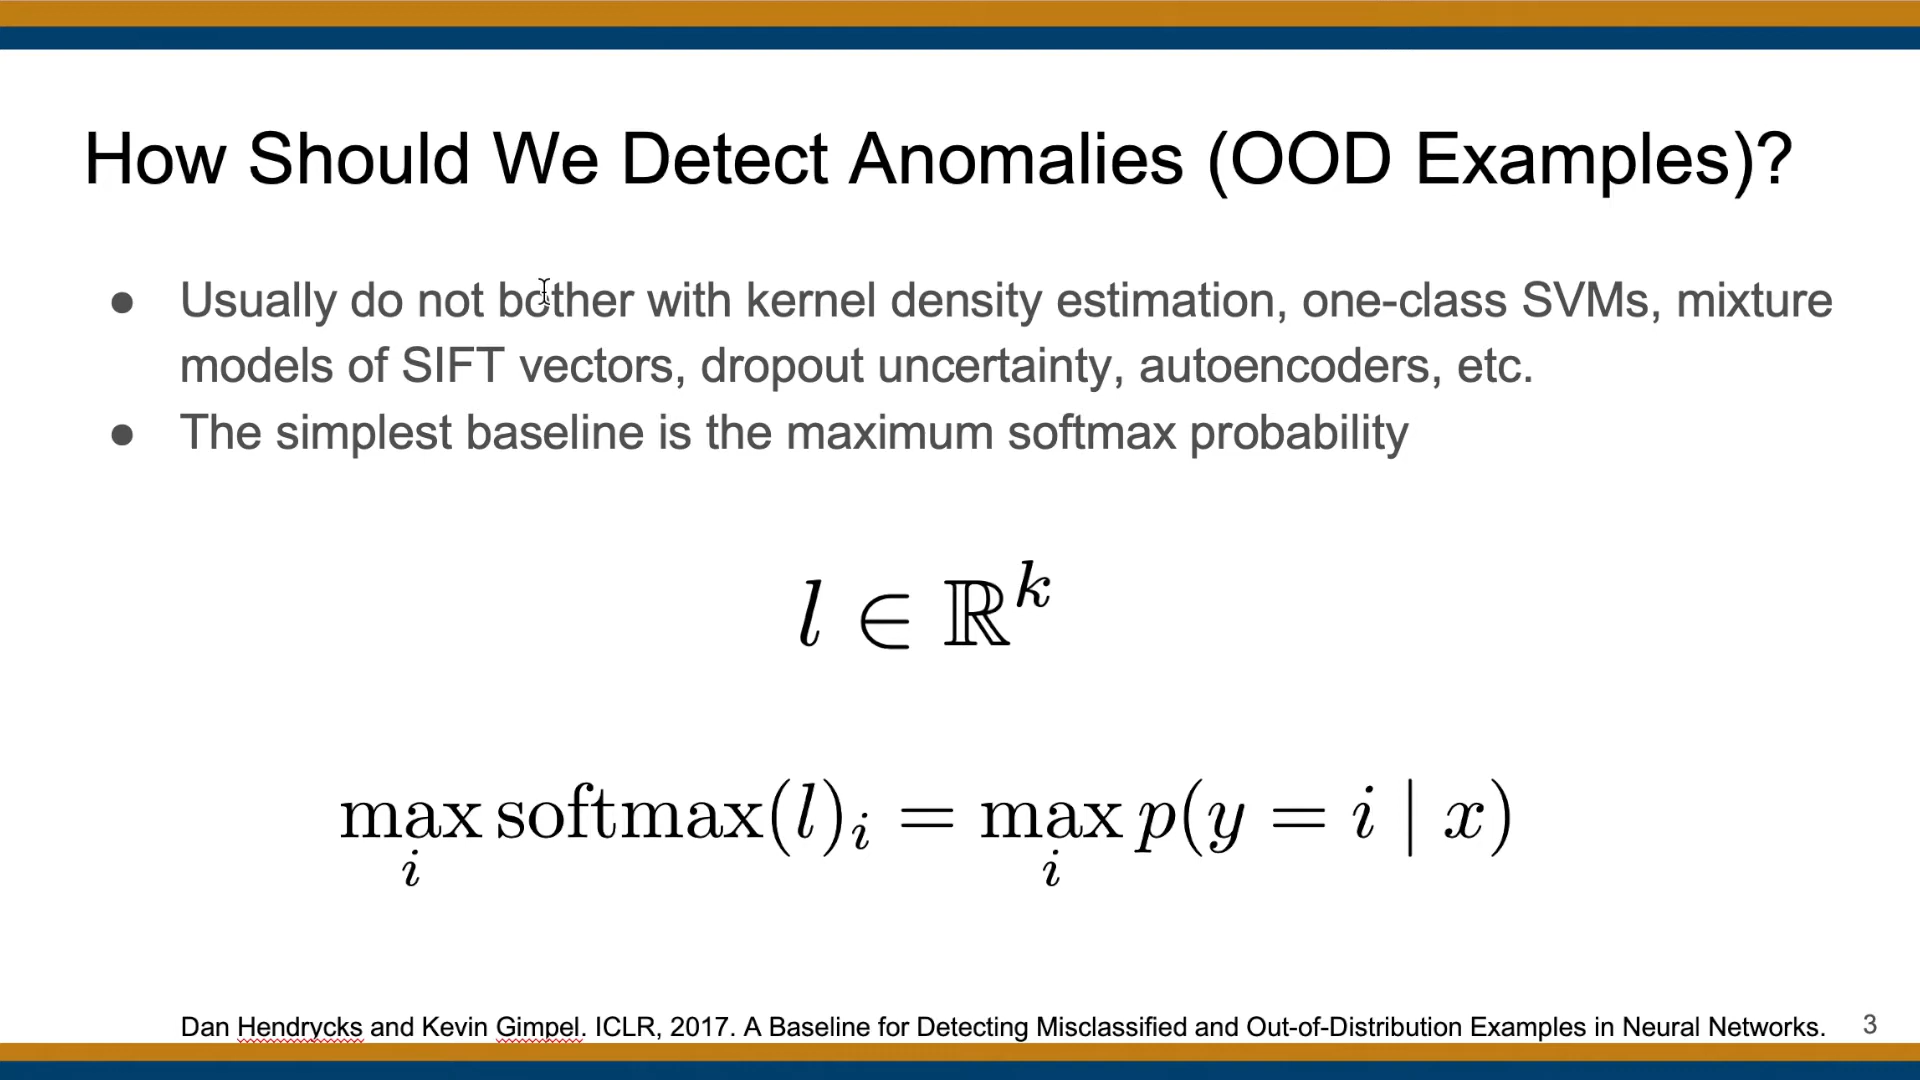 How Should We Detect Anomalies (OOD Examples)?
● Usually do not bother with kernel density estimation, one-class SVMs, mixture
models of SIFT vectors, dropout uncertainty, autoencoders, etc.
● The simplest baseline is the maximum softmax probability
l ∈ ℝ^k
max_i softmax(l)_i = max_i p(y = i | x)
Dan Hendrycks and Kevin Gimpel. ICLR, 2017. A Baseline for Detecting Misclassified and Out-of-Distribution Examples in Neural Networks.
3